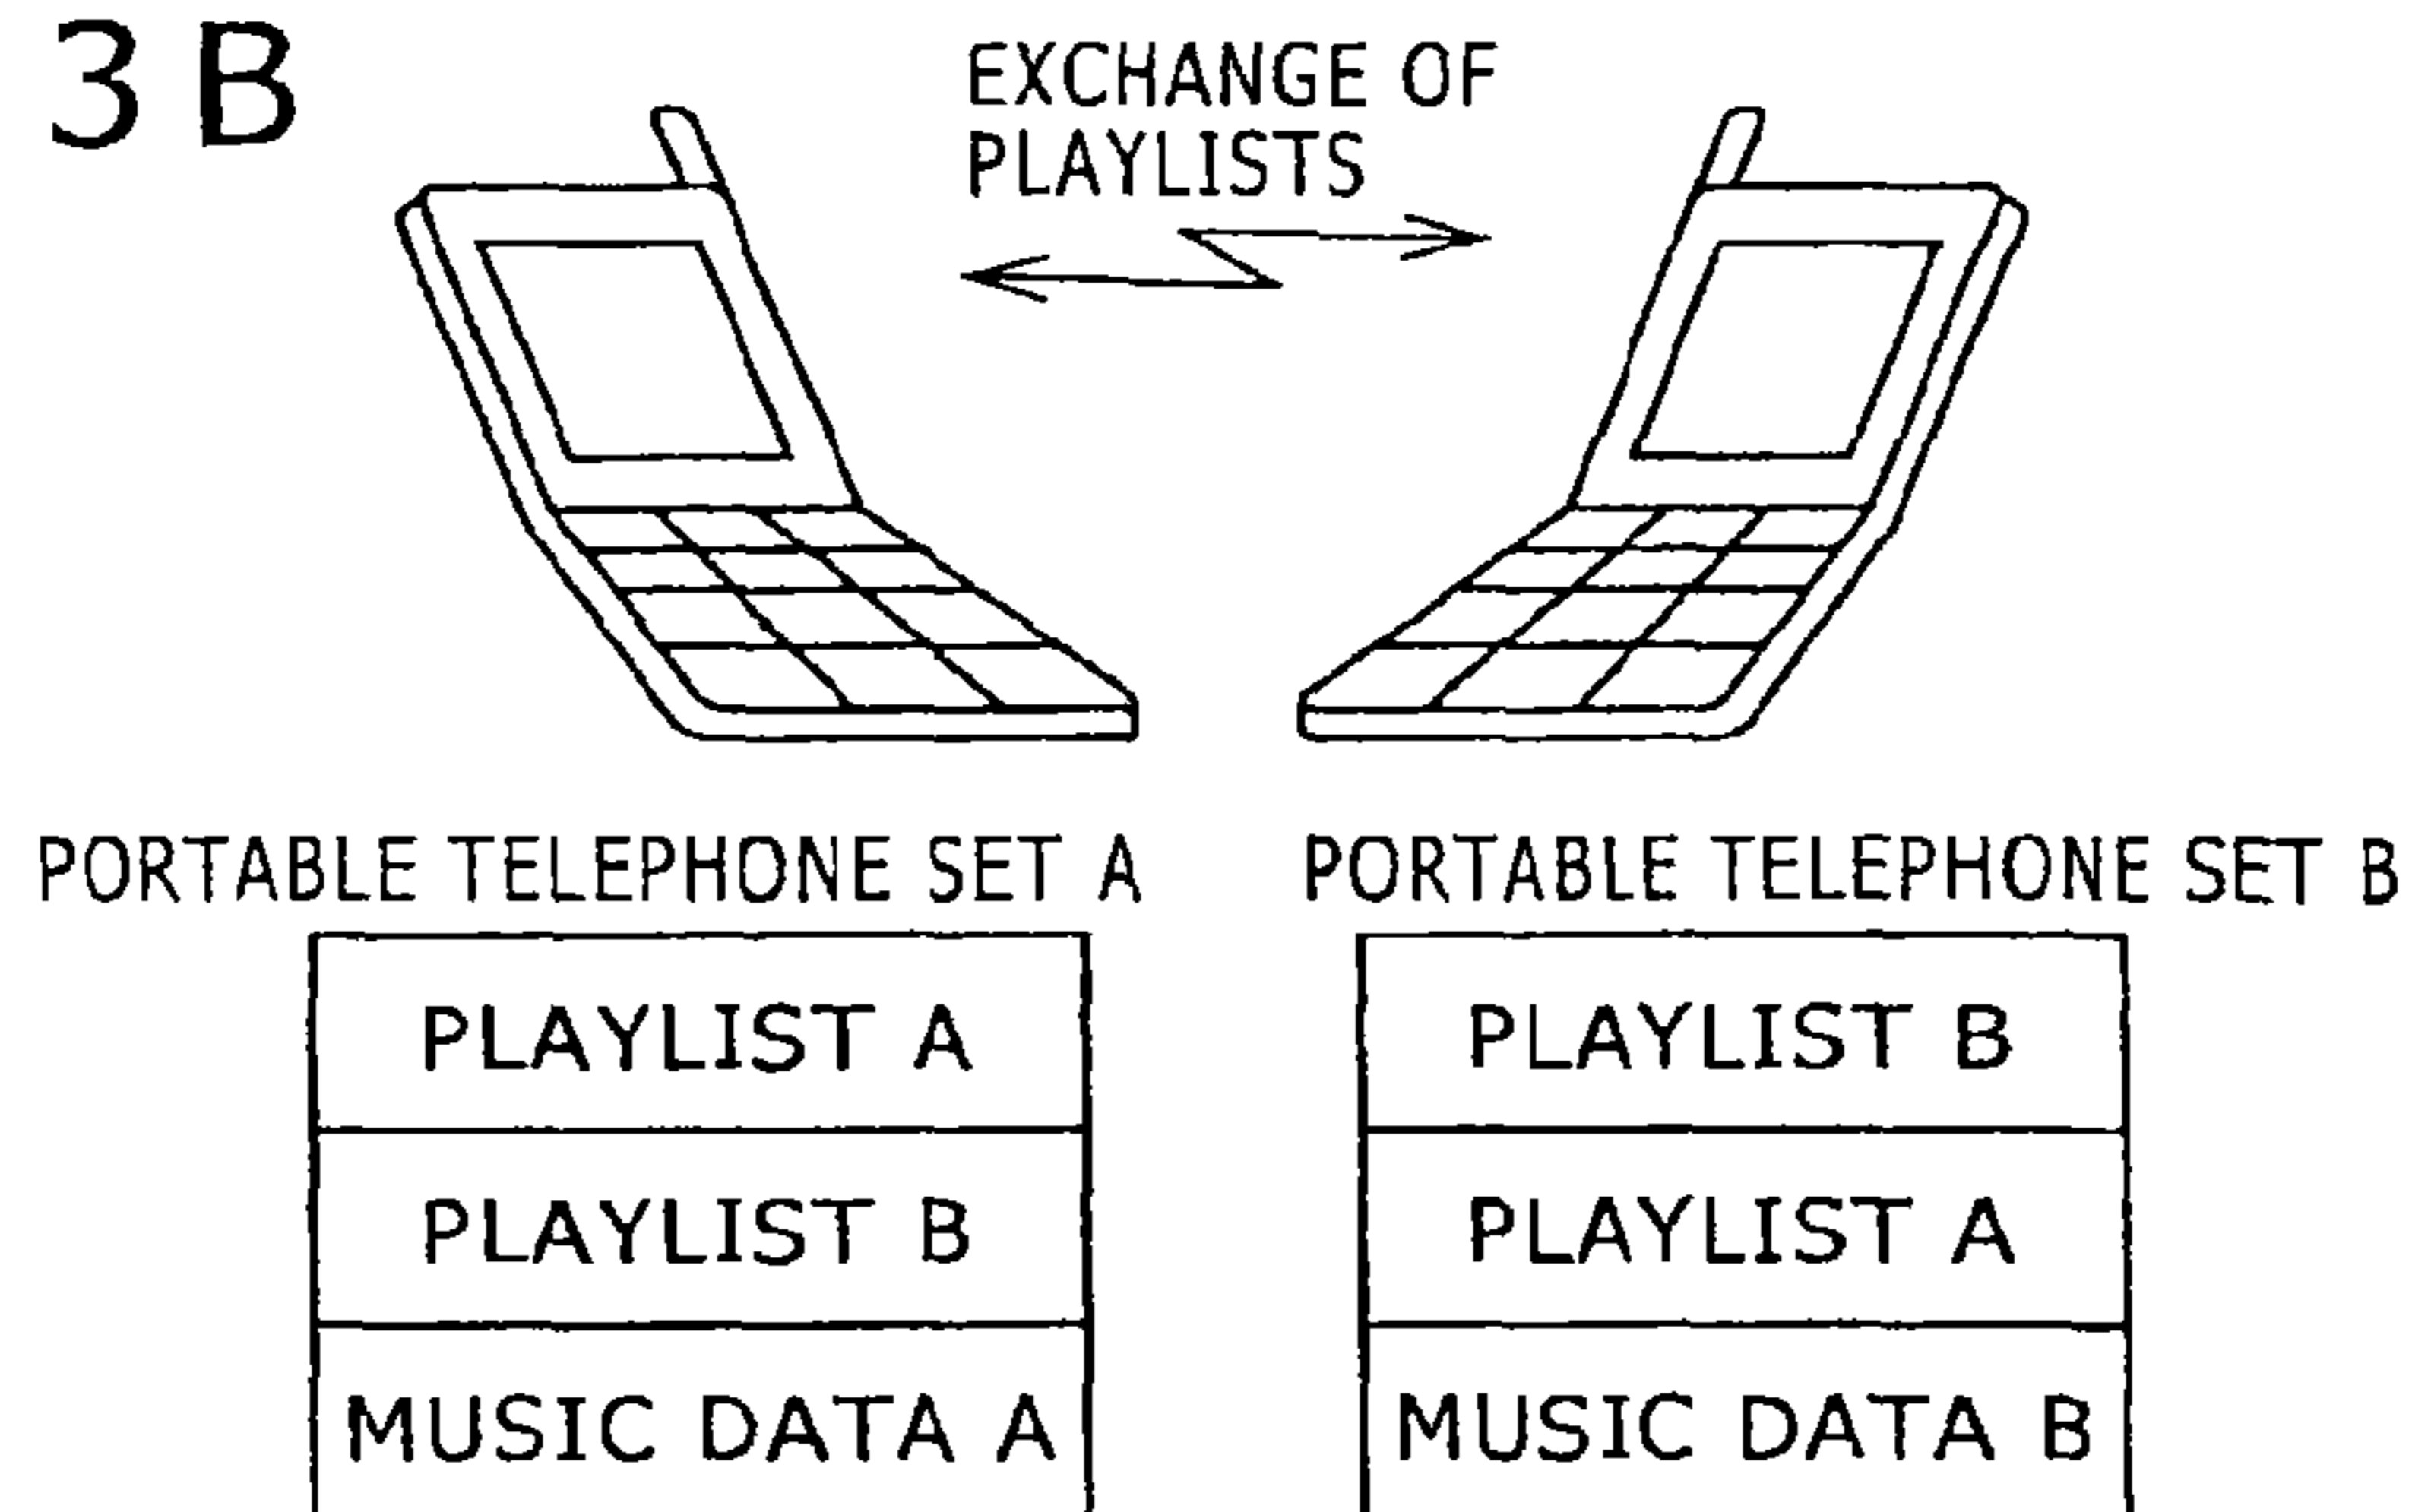 3B
EXCHANGE OF
PLAYLISTS
PORTABLE TELEPHONE SET A
PORTABLE TELEPHONE SET B
PLAYLIST A
PLAYLIST B
MUSIC DATA A
PLAYLIST B
PLAYLIST A
MUSIC DATA B